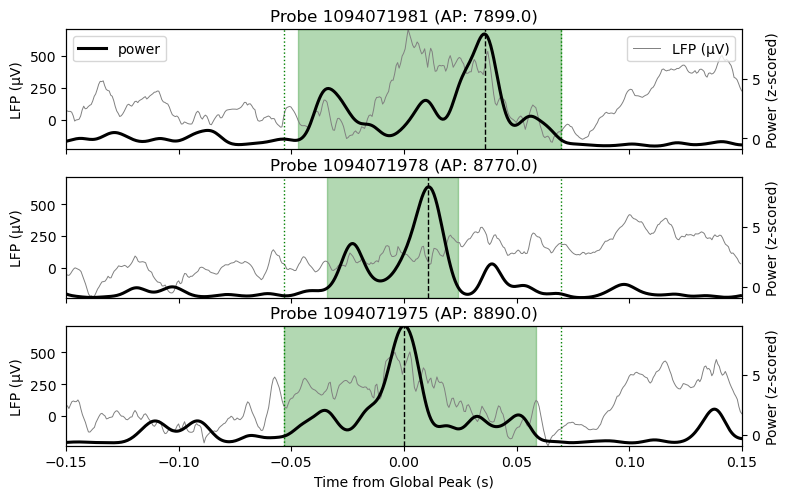 Probe 1094071981 (AP: 7899.0)
power
LFP (µV)
500
250
0
LFP (µV)
5
0
Power (z-scored)
Probe 1094071978 (AP: 8770.0)
500
250
0
LFP (µV)
5
0
Power (z-scored)
Probe 1094071975 (AP: 8890.0)
500
250
0
LFP (µV)
5
0
Power (z-scored)
−0.15 −0.10 −0.05 0.00 0.05 0.10 0.15
Time from Global Peak (s)